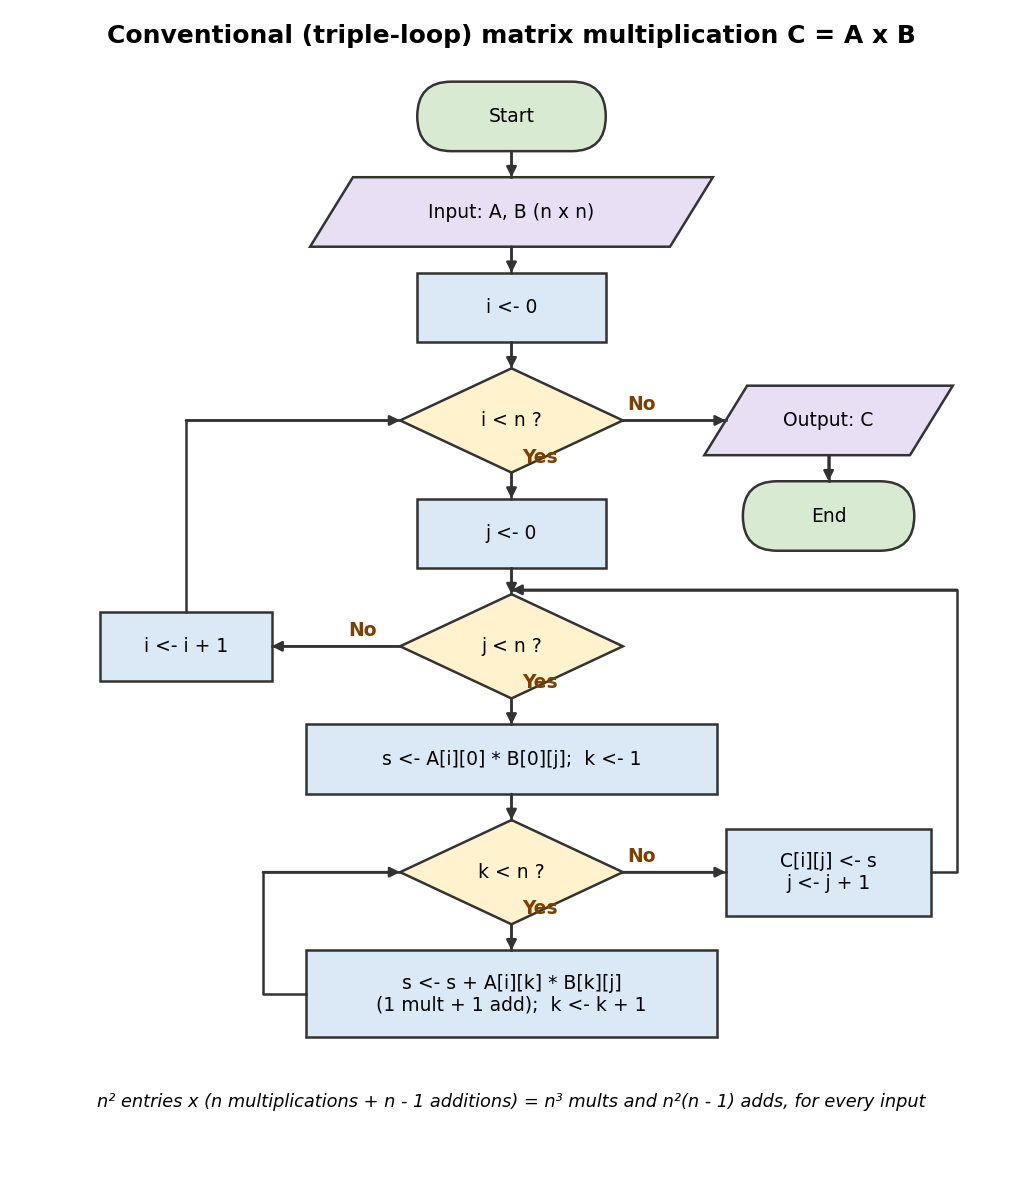 Conventional (triple-loop) matrix multiplication C = A x B
Start
Input: A, B (n x n)
i <- 0
i < n ?
No
Output: C
Yes
End
j <- 0
j < n ?
No
i <- i + 1
Yes
s <- A[i][0] * B[0][j];  k <- 1
k < n ?
No
C[i][j] <- s
j <- j + 1
Yes
s <- s + A[i][k] * B[k][j]
(1 mult + 1 add);  k <- k + 1
n² entries x (n multiplications + n - 1 additions) = n³ mults and n²(n - 1) adds, for every input